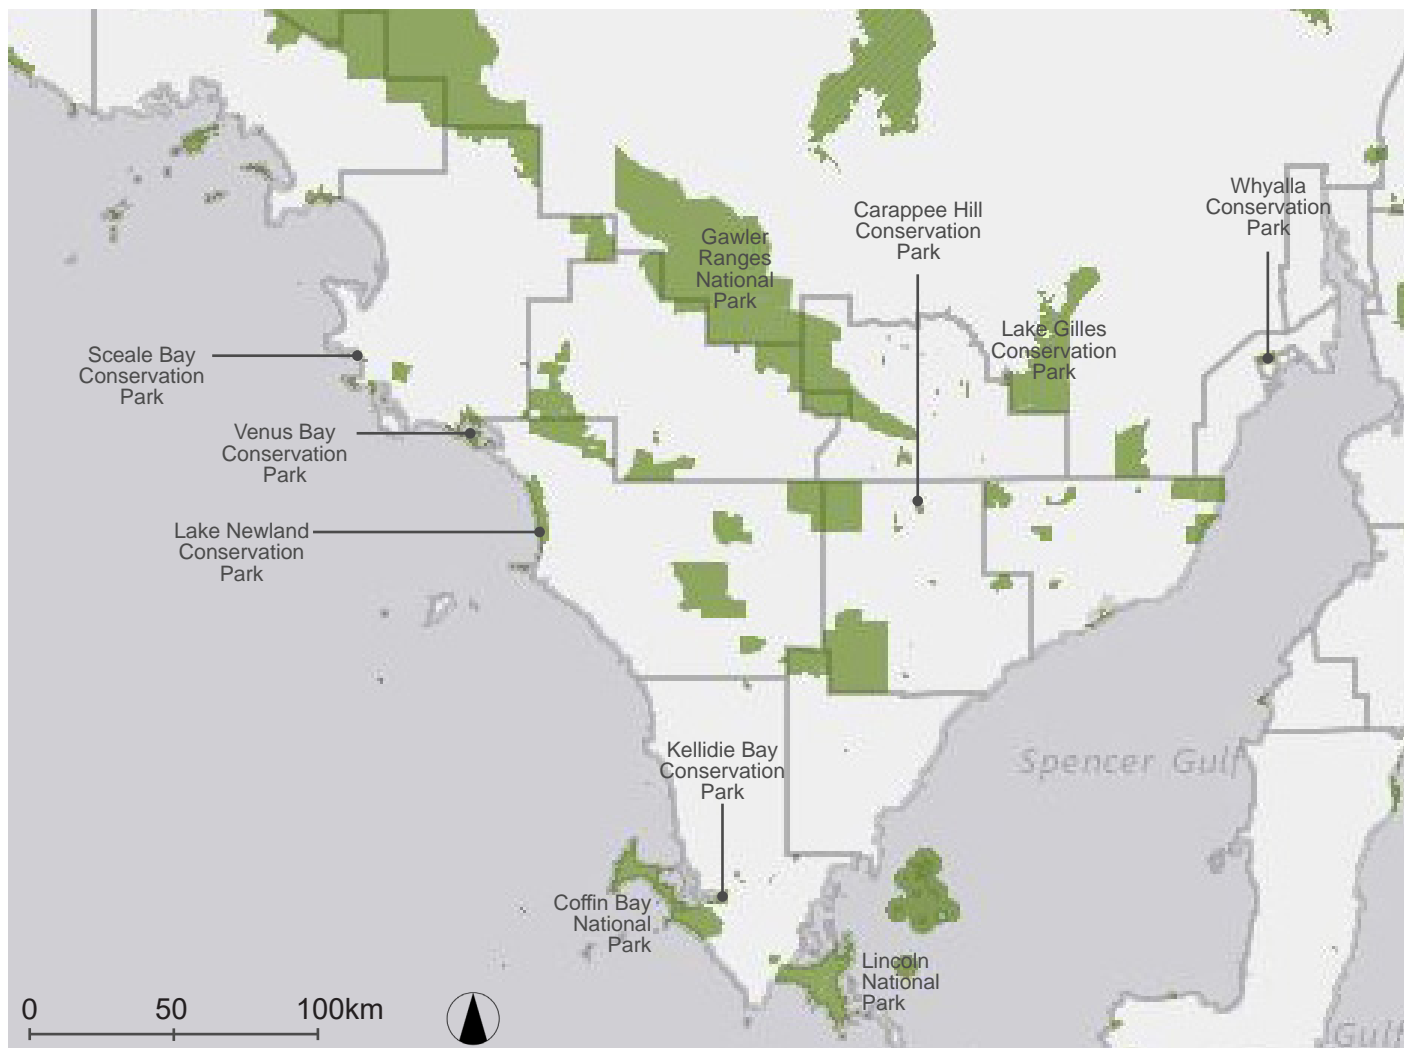 Whyalla
Conservation
Park
Carappee Hill
Conservation
Park
Gawler
Ranges
National
Park
Lake Gilles
Conservation
Park
Sceale Bay
Conservation
Park
Venus Bay
Conservation
Park
Lake Newland
Conservation
Park
Kellidie Bay
Conservation
Park
Spencer Gulf
Coffin Bay
National
Park
Lincoln
National
Park
0 50 100km
Gulf